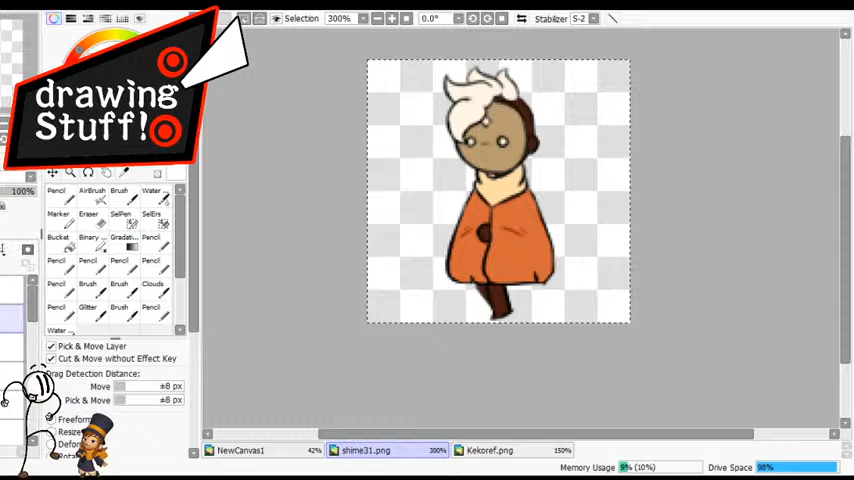 drawing
Stuff!
Selection
300%
0.0°
Stabilizer
S-2
100%
Pencil
AirBrush
Brush
Water ...
Marker
Eraser
SelPen
SelErs
Bucket
Binary ...
Gradati...
Pencil
Pencil
Pencil
Pencil
Pencil
Pencil
Brush
Brush
Clouds
Pencil
Glitter
Brush
Pencil
Water ...
Pick & Move Layer
Cut & Move without Effect Key
Drag Detection Distance:
Move
±8 px
Pick & Move
±8 px
Freeform
Resize
NewCanvas1
42%
shime31.png
300%
Kekoref.png
150%
Memory Usage
9% (10%)
Drive Space
98%